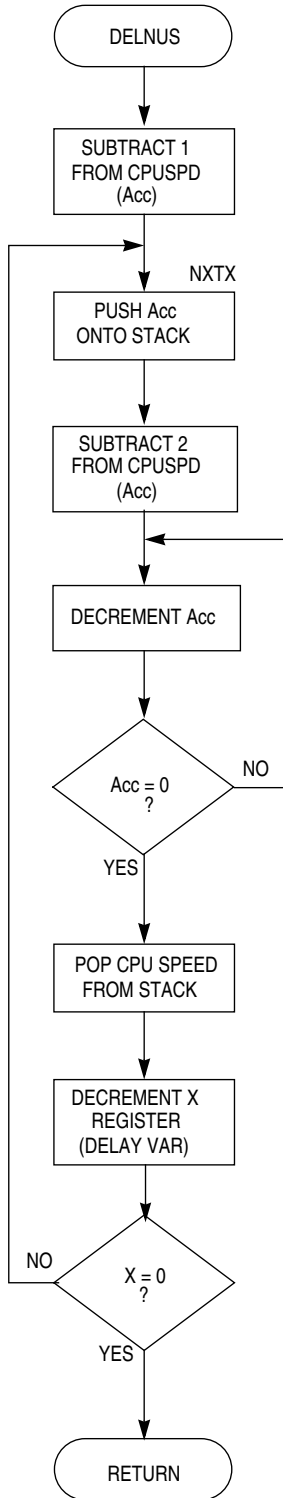 DELNUS
SUBTRACT 1
FROM CPUSPD
(Acc)
NXTX
PUSH Acc
ONTO STACK
SUBTRACT 2
FROM CPUSPD
(Acc)
DECREMENT Acc
Acc = 0
?
NO
YES
POP CPU SPEED
FROM STACK
DECREMENT X
REGISTER
(DELAY VAR)
NO
X = 0
?
YES
RETURN